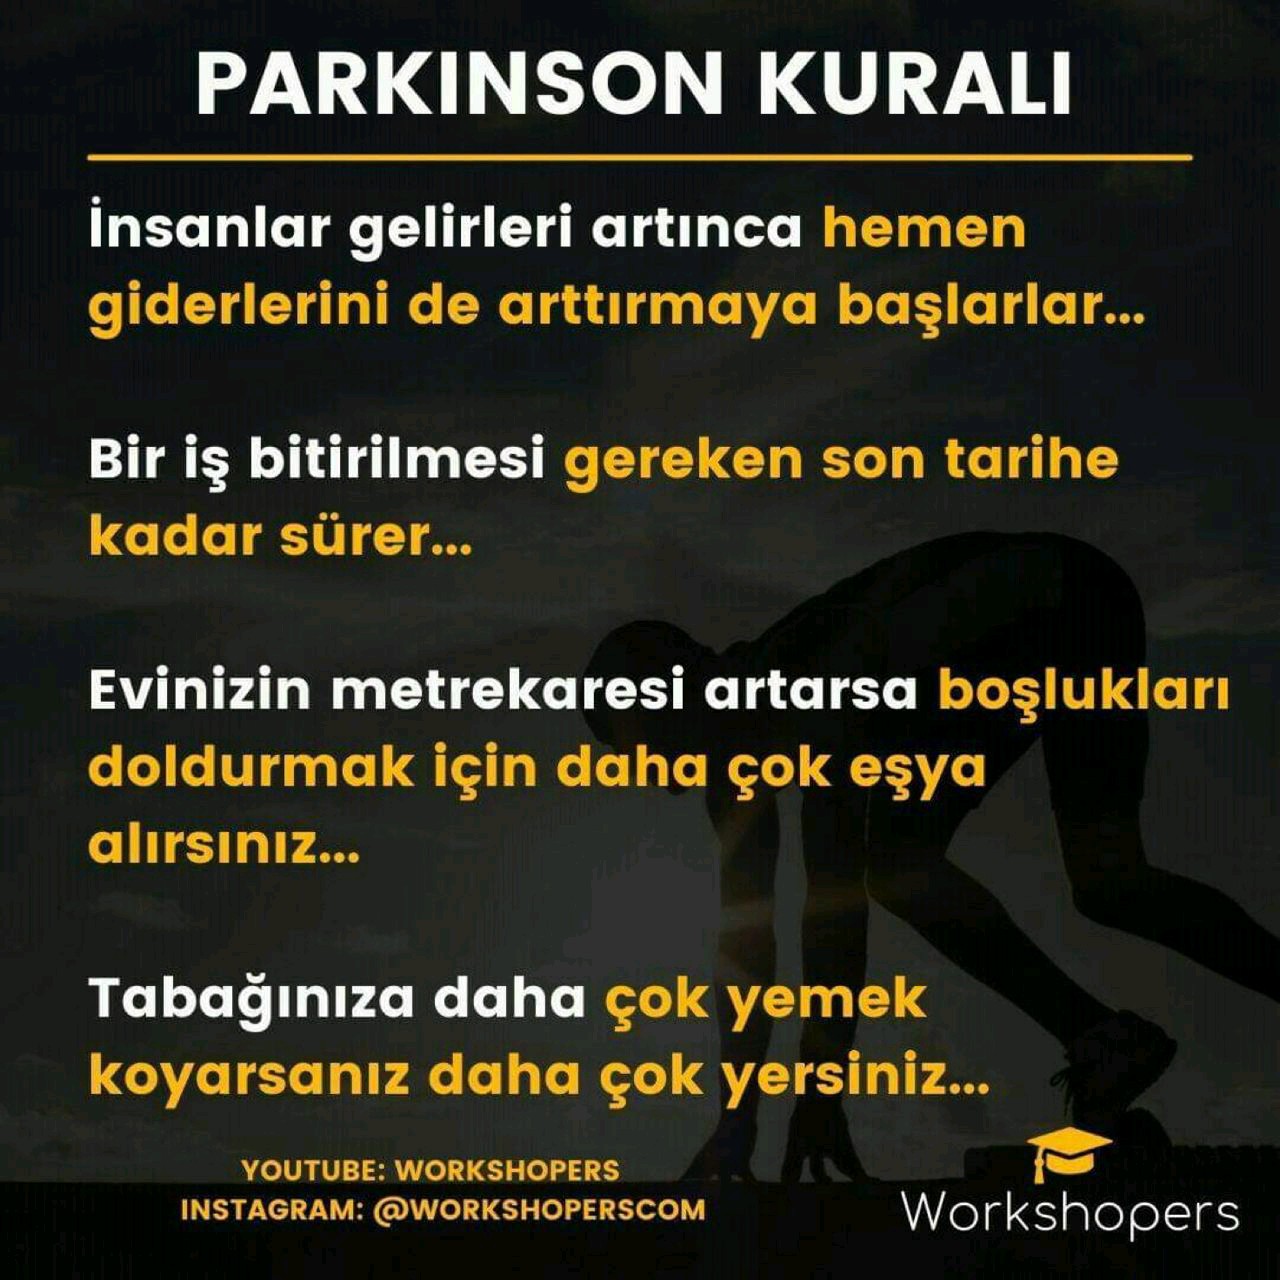 PARKINSON KURALI
İnsanlar gelirleri artınca hemen
giderlerini de arttırmaya başlarlar...
Bir iş bitirilmesi gereken son tarihe
kadar sürer...
Evinizin metrekaresi artarsa boşlukları
doldurmak için daha çok eşya
alırsınız...
Tabağınıza daha çok yemek
koyarsanız daha çok yersiniz...
YOUTUBE: WORKSHOPERS
INSTAGRAM: @WORKSHOPERSCOM
Workshopers